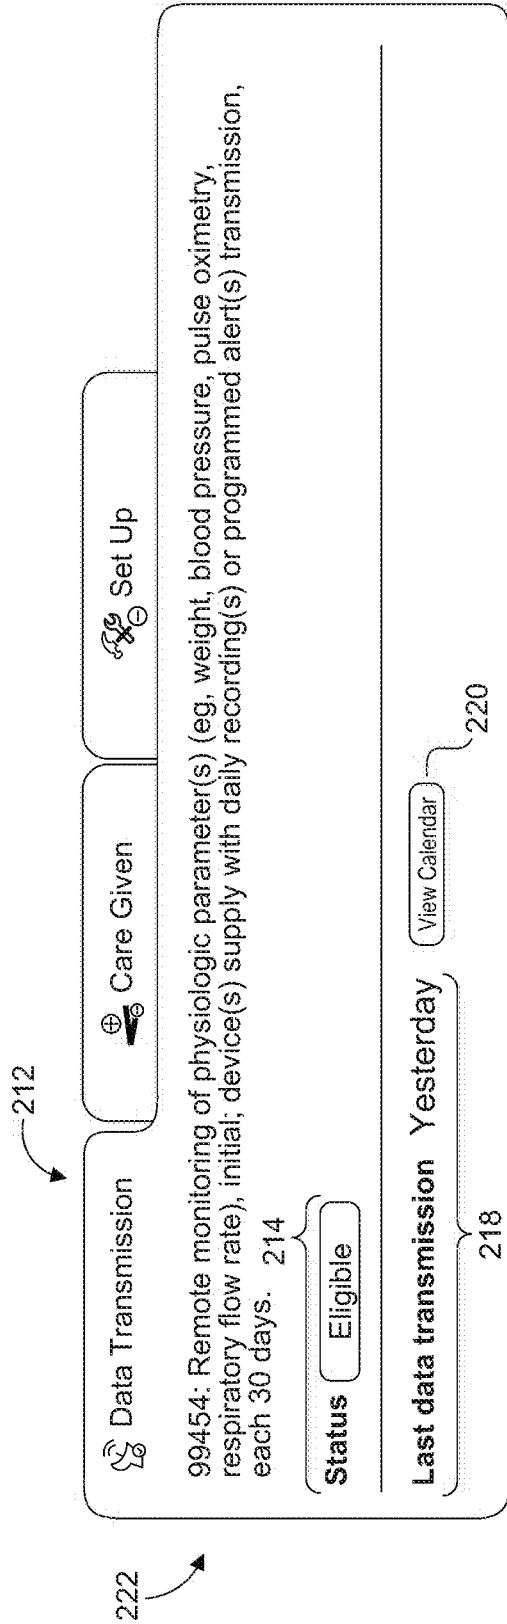 222
212
Data Transmission
Care Given
Set Up
99454: Remote monitoring of physiologic parameter(s) (eg, weight, blood pressure, pulse oximetry,
respiratory flow rate), initial; device(s) supply with daily recording(s) or programmed alert(s) transmission,
each 30 days.
214
Status Eligible
Last data transmission Yesterday View Calendar
218
220